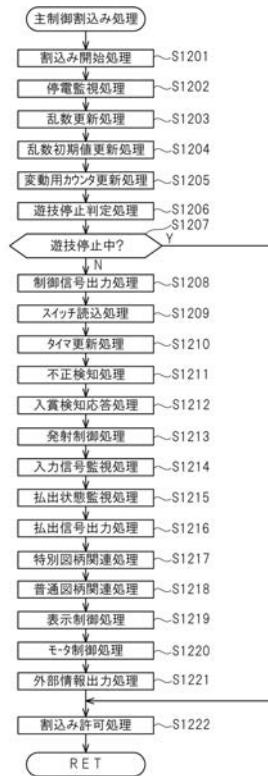 主制御割込み処理
割込み開始処理 S1201
停電監視処理 S1202
乱数更新処理 S1203
乱数初期値更新処理 S1204
変動用カウンタ更新処理 S1205
遊技停止判定処理 S1206
S1207
遊技停止中? Y
N
制御信号出力処理 S1208
スイッチ読込処理 S1209
タイマ更新処理 S1210
不正検知処理 S1211
入賞検知応答処理 S1212
発射制御処理 S1213
入力信号監視処理 S1214
払出状態監視処理 S1215
払出信号出力処理 S1216
特別図柄関連処理 S1217
普通図柄関連処理 S1218
表示制御処理 S1219
モータ制御処理 S1220
外部情報出力処理 S1221
割込み許可処理 S1222
RET